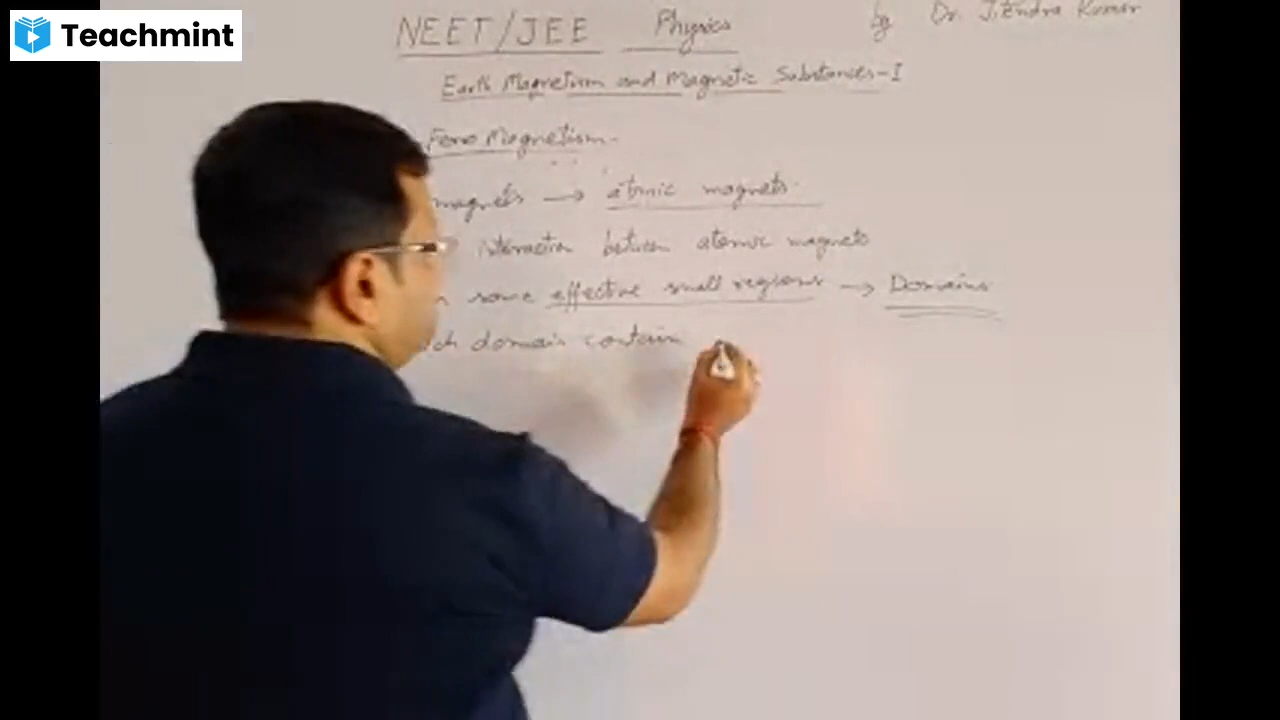 Teachmint
NEET/JEE Physics by Dr. Jitendra Kumar
Earth Magnetism and Magnetic Substances-I
Ferro Magnetism-
magnets → atomic magnets.
interaction between atomic magnets
some effective small regions → Domains
domain contain